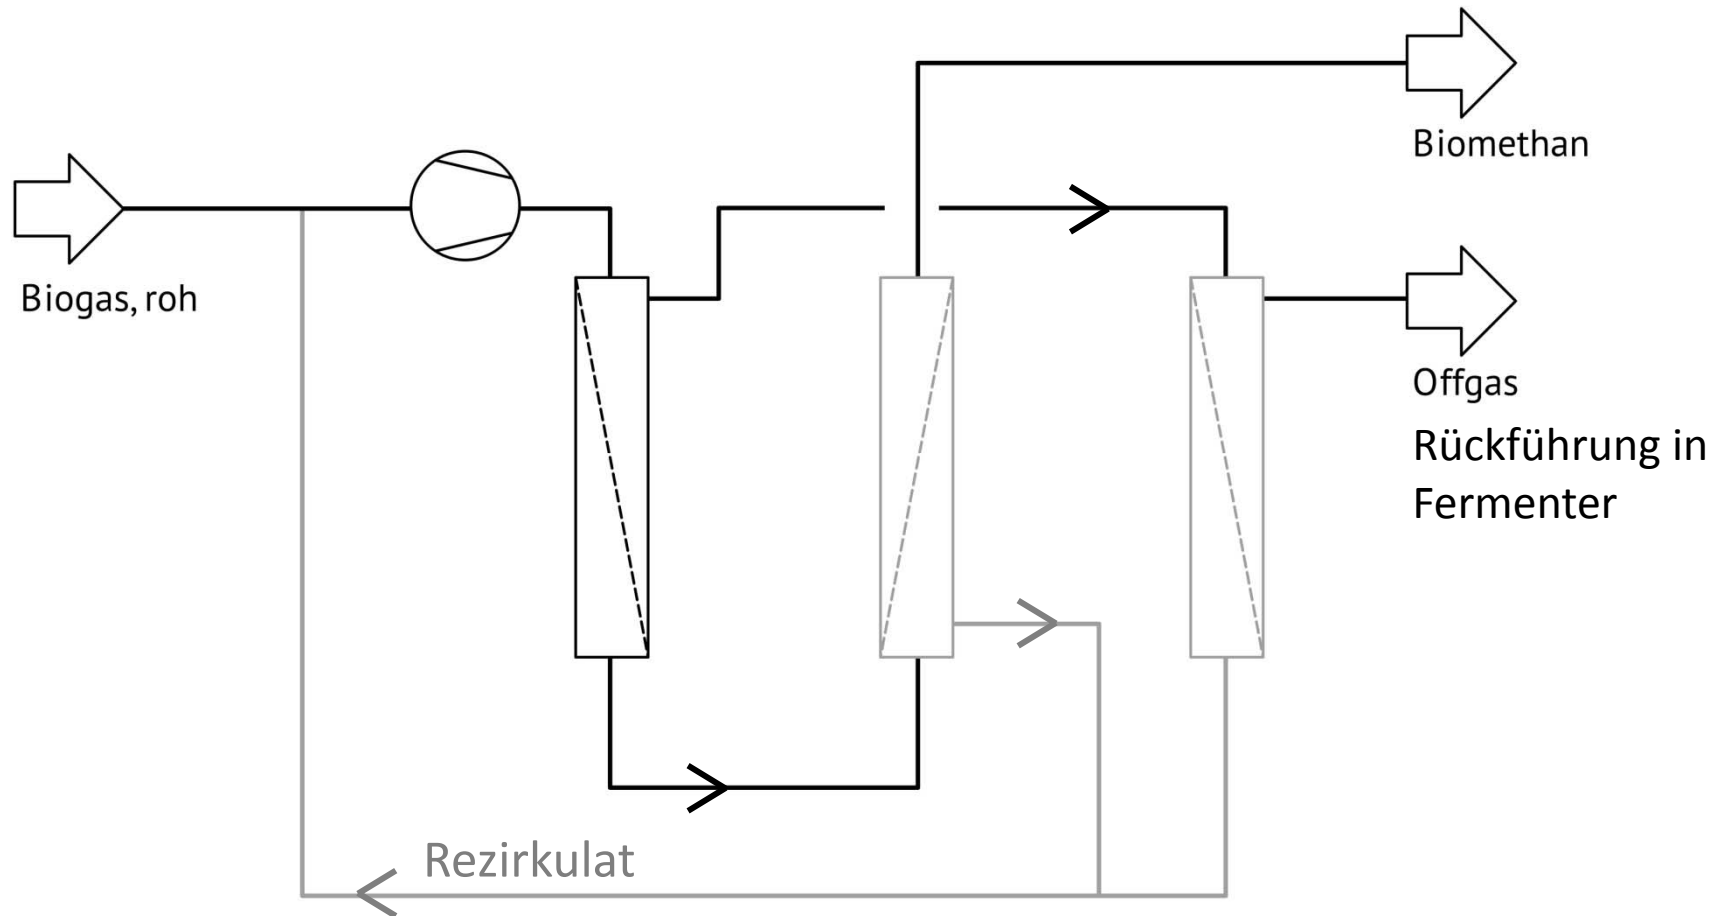 Biomethan
Biogas, roh
Offgas
Rückführung in
Fermenter
Rezirkulat